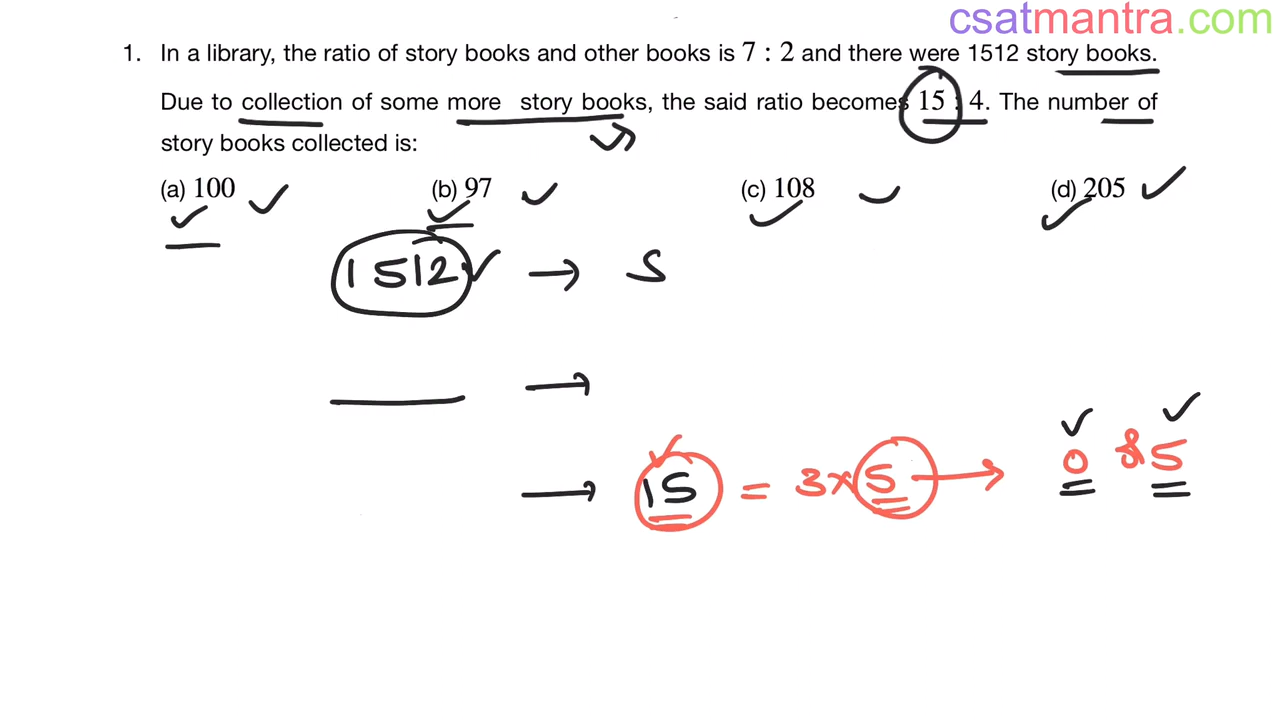 csatmantra.com
1. In a library, the ratio of story books and other books is 7 : 2 and there were 1512 story books.
Due to collection of some more story books, the said ratio becomes 15 : 4. The number of
story books collected is:
(a) 100 (b) 97 (c) 108 (d) 205
1512 → S
→
→ 15 = 3 × 5 → 0 & 5